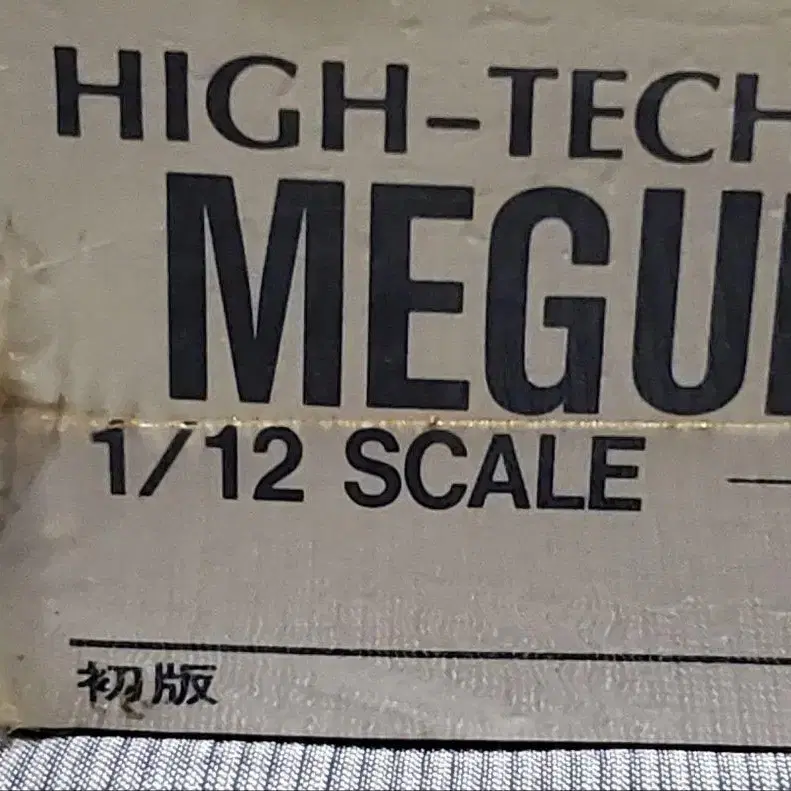 HIGH-TECH
MEGU
1/12 SCALE
初版